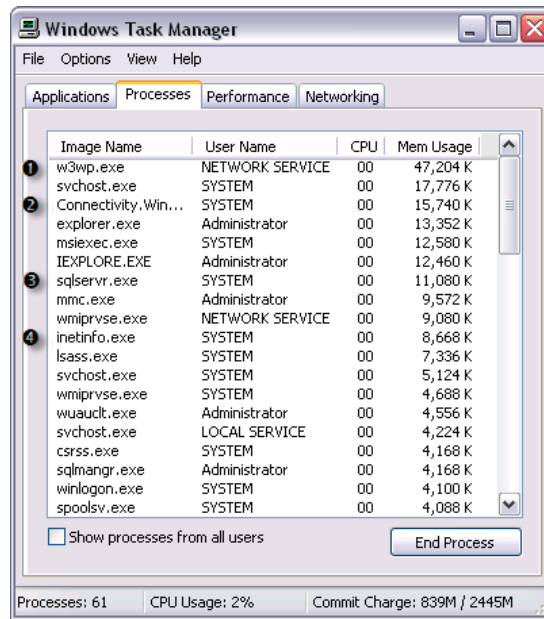 Windows Task Manager
File Options View Help
Applications Processes Performance Networking
Image Name User Name CPU Mem Usage
1 w3wp.exe NETWORK SERVICE 00 47,204 K
svchost.exe SYSTEM 00 17,776 K
2 Connectivity.Win... SYSTEM 00 15,740 K
explorer.exe Administrator 00 13,352 K
msiexec.exe SYSTEM 00 12,580 K
IEXPLORE.EXE Administrator 00 12,460 K
3 sqlservr.exe SYSTEM 00 11,080 K
mmc.exe Administrator 00 9,572 K
wmiprvse.exe NETWORK SERVICE 00 9,080 K
4 inetinfo.exe SYSTEM 00 8,668 K
lsass.exe SYSTEM 00 7,336 K
svchost.exe SYSTEM 00 5,124 K
wmiprvse.exe SYSTEM 00 4,688 K
wuauclt.exe Administrator 00 4,556 K
svchost.exe LOCAL SERVICE 00 4,224 K
csrss.exe SYSTEM 00 4,168 K
sqlmangr.exe Administrator 00 4,168 K
winlogon.exe SYSTEM 00 4,100 K
spoolsv.exe SYSTEM 00 4,088 K
Show processes from all users End Process
Processes: 61 CPU Usage: 2% Commit Charge: 839M / 2445M